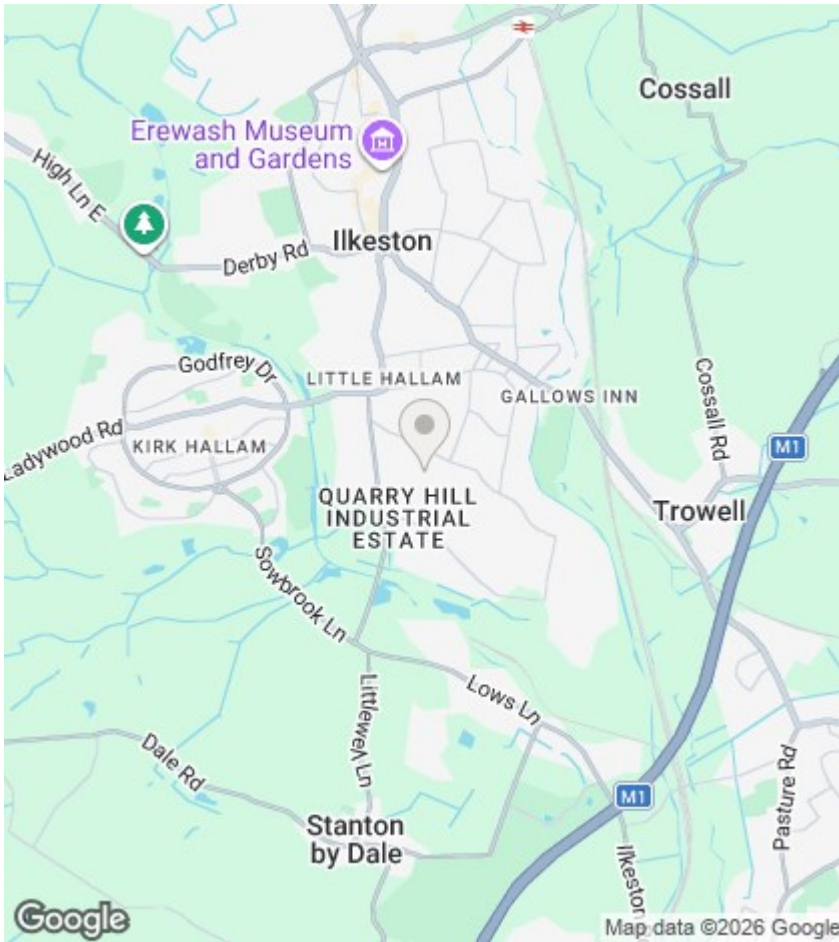 Cossall
Erewash Museum
and Gardens
High Ln E
Ilkeston
Derby Rd
Godfrey Dr
LITTLE HALLAM
GALLOWS INN
Cossall Rd
Ladywood Rd
KIRK HALLAM
M1
QUARRY HILL
INDUSTRIAL
ESTATE
Trowell
Sowbrook Ln
Littlewey Ln
Lows Ln
Dale Rd
Pasture Rd
M1
Stanton
by Dale
Ilkeston
Google
Map data ©2026 Google